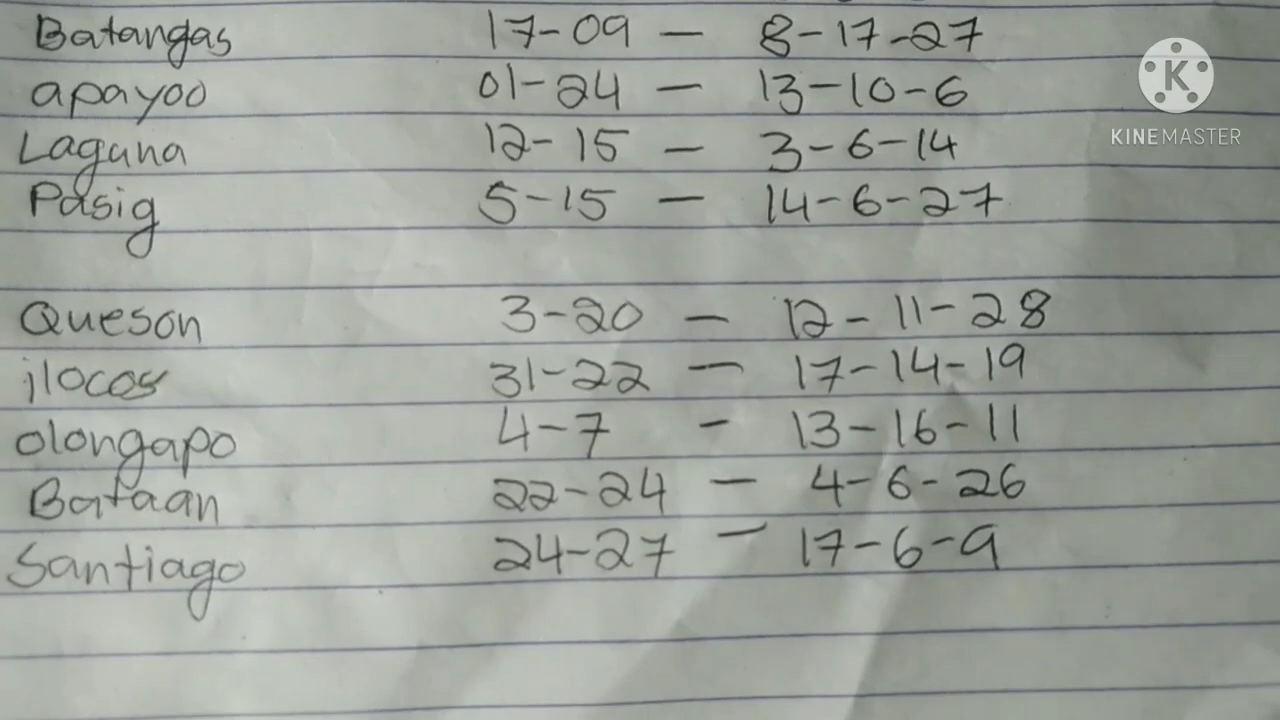 Batangas 17-09 - 8-17-27
apayoo 01-24 - 13-10-6
Laguna 12-15 - 3-6-14
Pasig 5-15 - 14-6-27
Queson 3-20 - 12-11-28
ilocos 31-22 - 17-14-19
olongapo 4-7 - 13-16-11
Bataan 22-24 - 4-6-26
Santiago 24-27 - 17-6-9
K
KINEMASTER